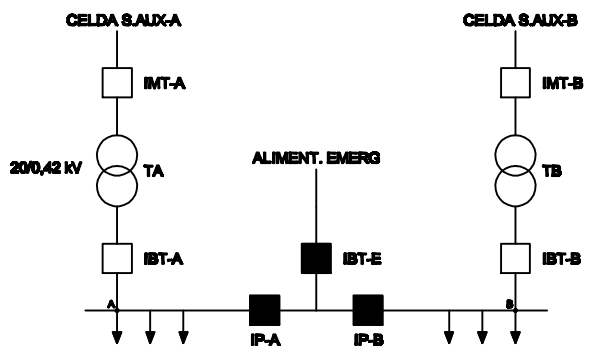 CELDA S.AUX-A
CELDA S.AUX-B
IMT-A
IMT-B
ALIMENT. EMERG
20/0,42 kV
TA
TB
IBT-A
IBT-E
IBT-B
A
B
IP-A
IP-B